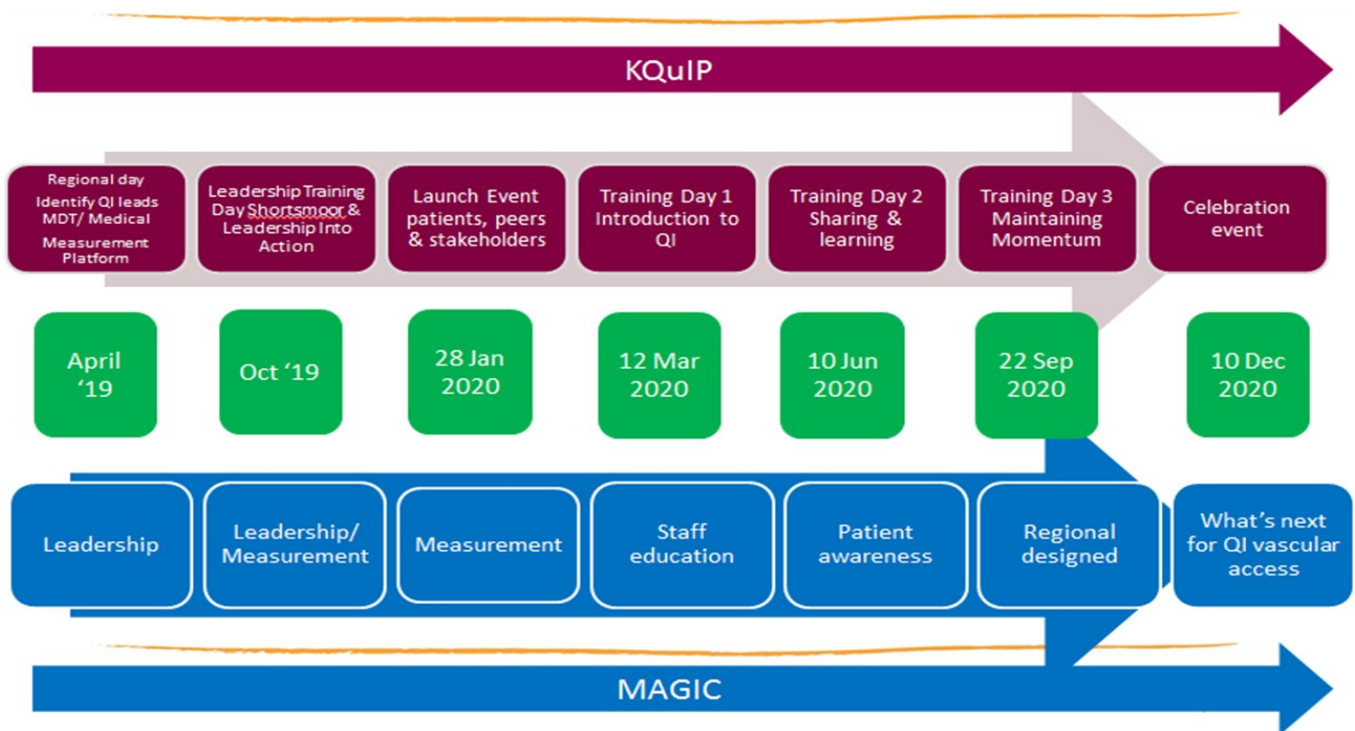 KQuIP
Regional day
Identify QI leads
MDT/ Medical
Measurement
Platform
Leadership Training
Day Shortsmoor &
Leadership Into
Action
Launch Event
patients, peers
& stakeholders
Training Day 1
Introduction to
QI
Training Day 2
Sharing &
learning
Training Day 3
Maintaining
Momentum
Celebration
event
April
‘19
Oct ‘19
28 Jan
2020
12 Mar
2020
10 Jun
2020
22 Sep
2020
10 Dec
2020
Leadership
Leadership/
Measurement
Measurement
Staff
education
Patient
awareness
Regional
designed
What’s next
for QI vascular
access
MAGIC